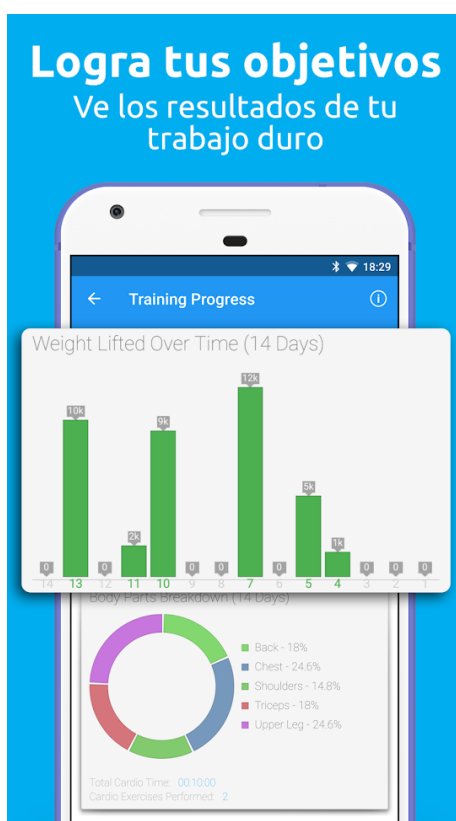 Logra tus objetivos
Ve los resultados de tu
trabajo duro
18:29
Training Progress
Weight Lifted Over Time (14 Days)
10k
2k
9k
12k
5k
1k
0 0 0 0 0 0 0 0
14 13 12 11 10 9 8 7 6 5 4 3 2 1
Body Parts Breakdown (14 Days)
Back - 18%
Chest - 24.6%
Shoulders - 14.8%
Triceps - 18%
Upper Leg - 24.6%
Total Cardio Time: 00:10:00
Cardio Exercises Performed: 2